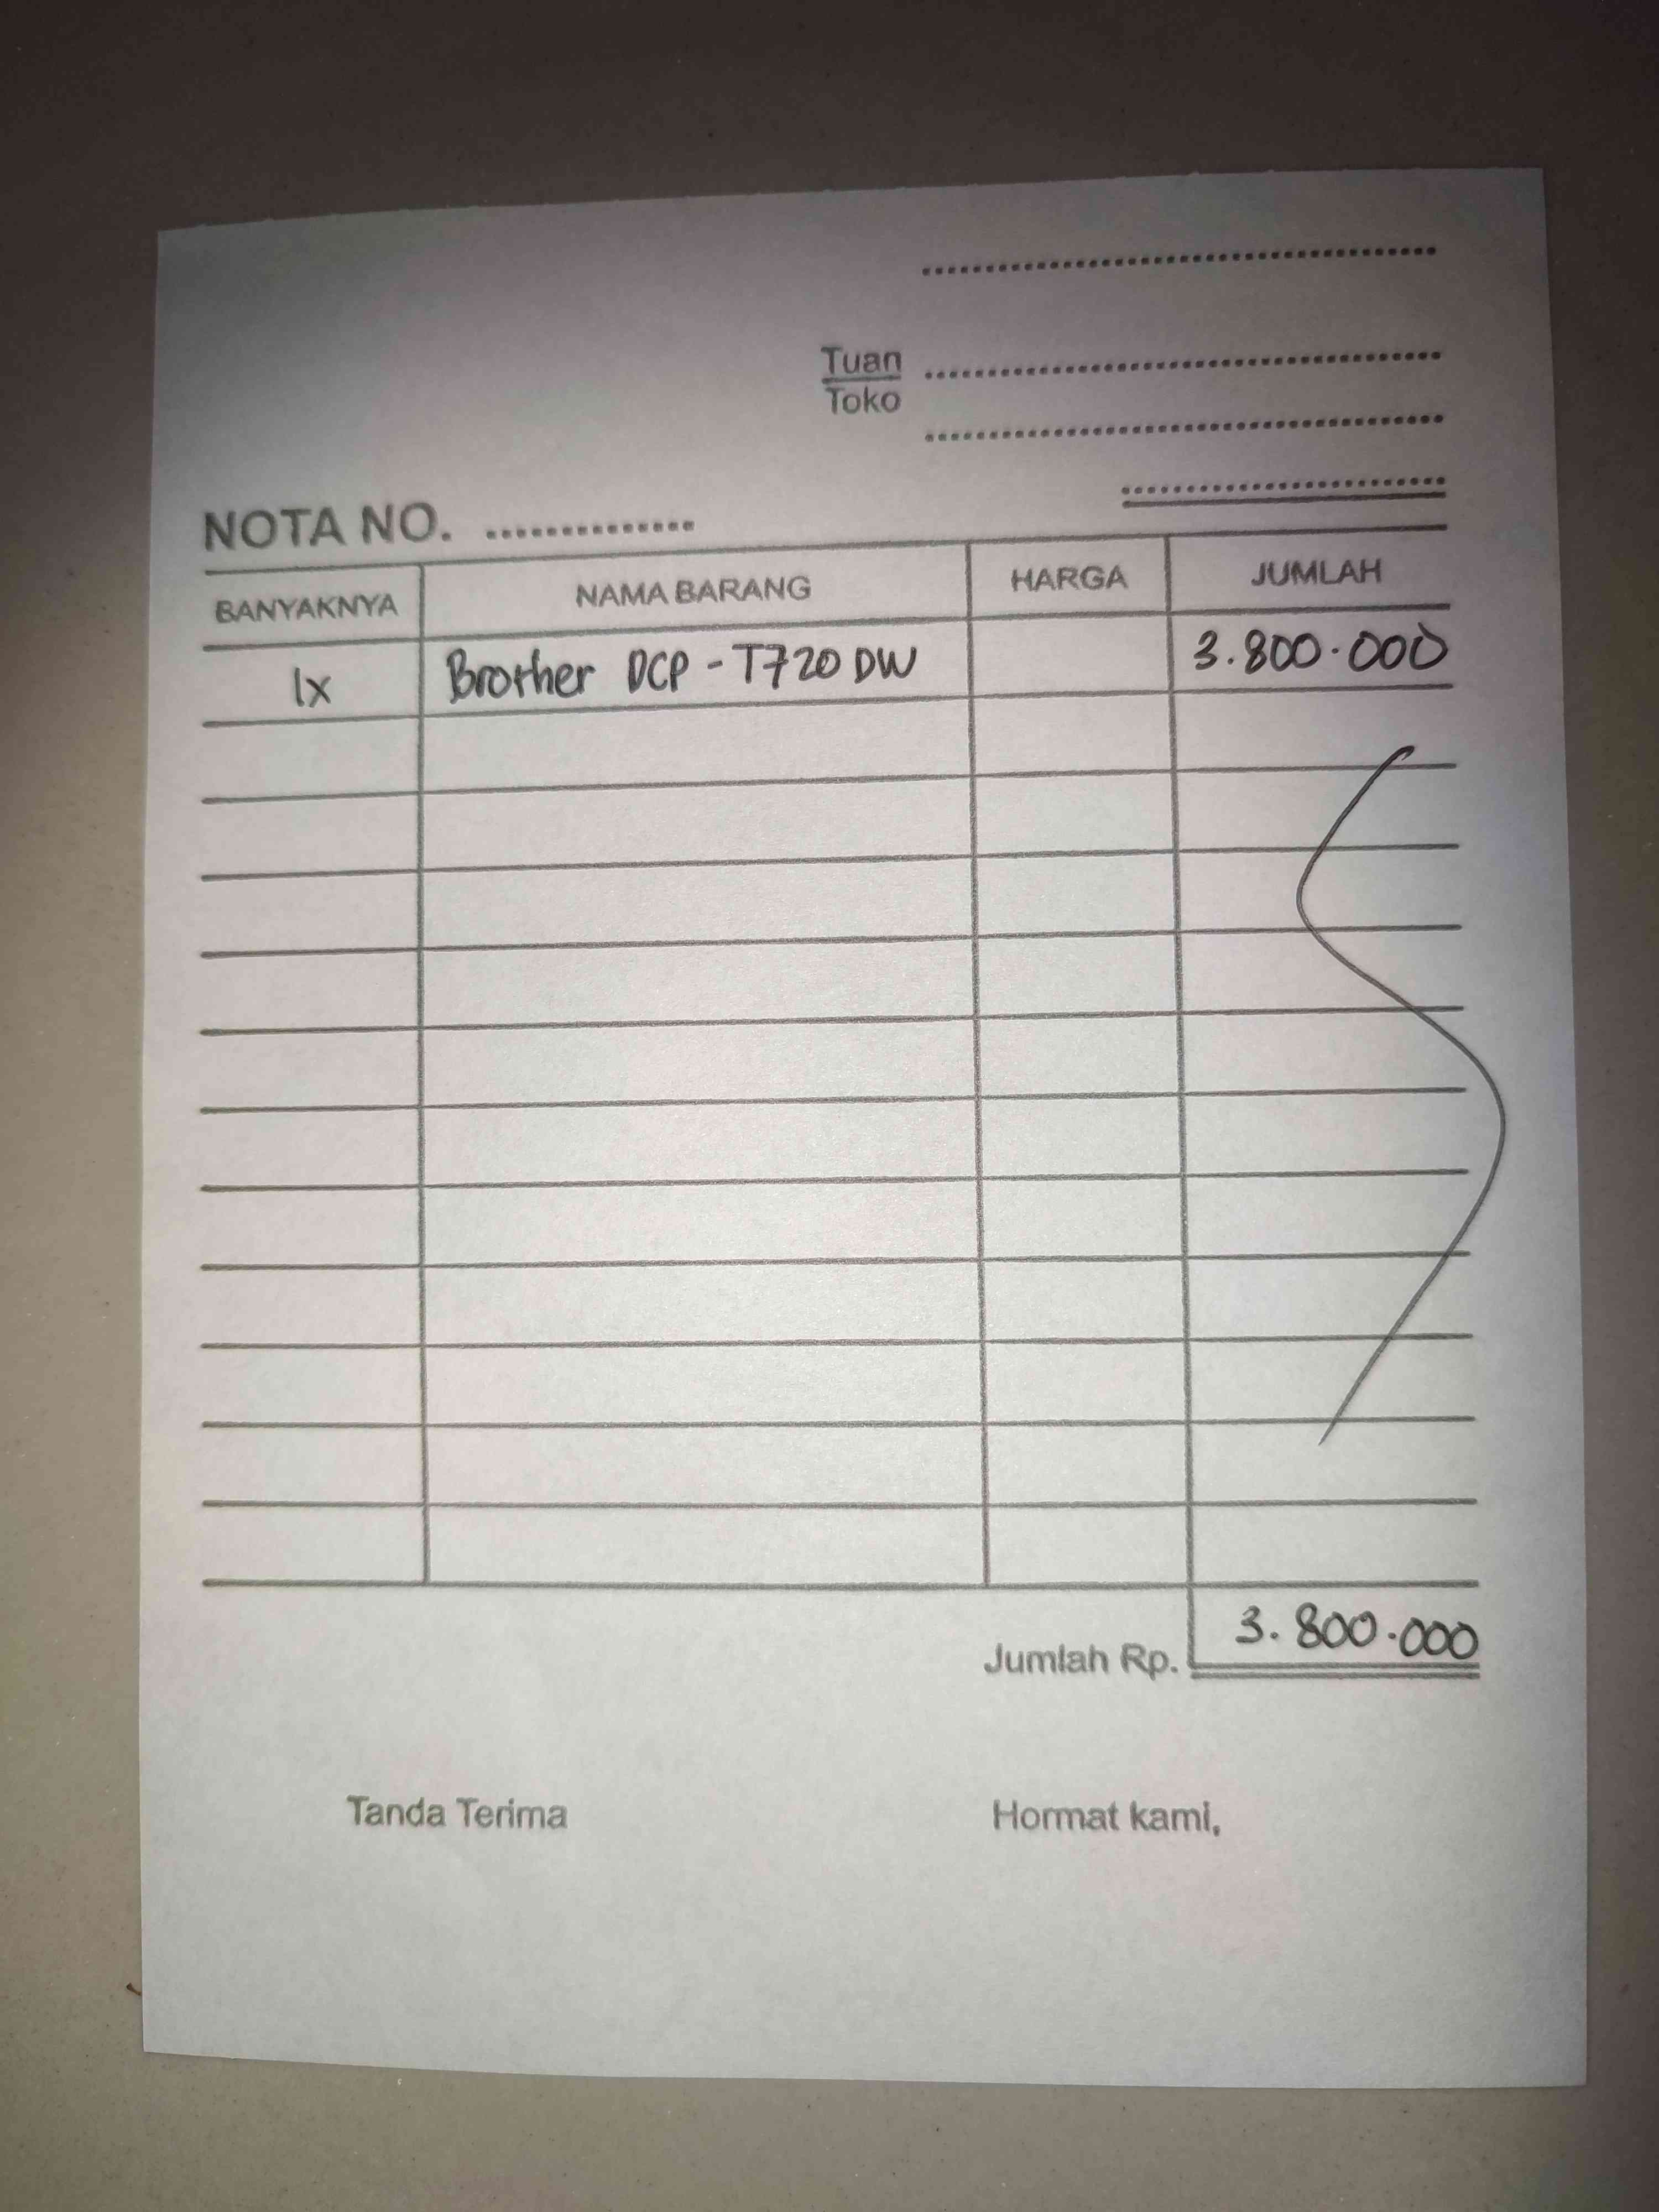 Tuan
Toko
NOTA NO.
BANYAKNYA NAMA BARANG HARGA JUMLAH
1x Brother DCP - T720 DW 3.800.000
Jumlah Rp. 3.800.000
Tanda Terima Hormat kami,